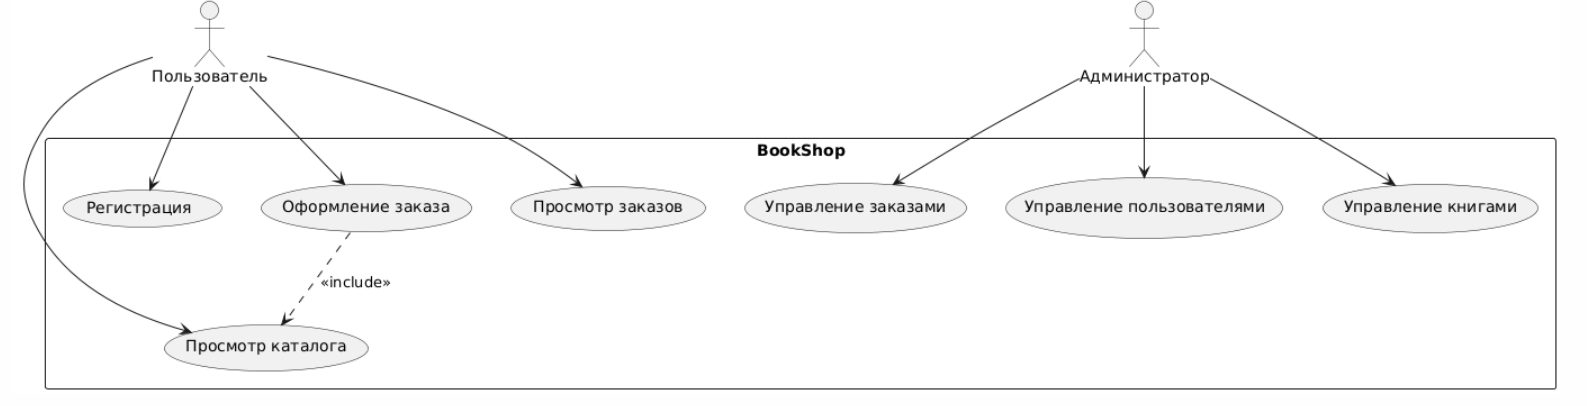 Пользователь
Администратор
BookShop
Регистрация
Оформление заказа
Просмотр заказов
Управление заказами
Управление пользователями
Управление книгами
«include»
Просмотр каталога